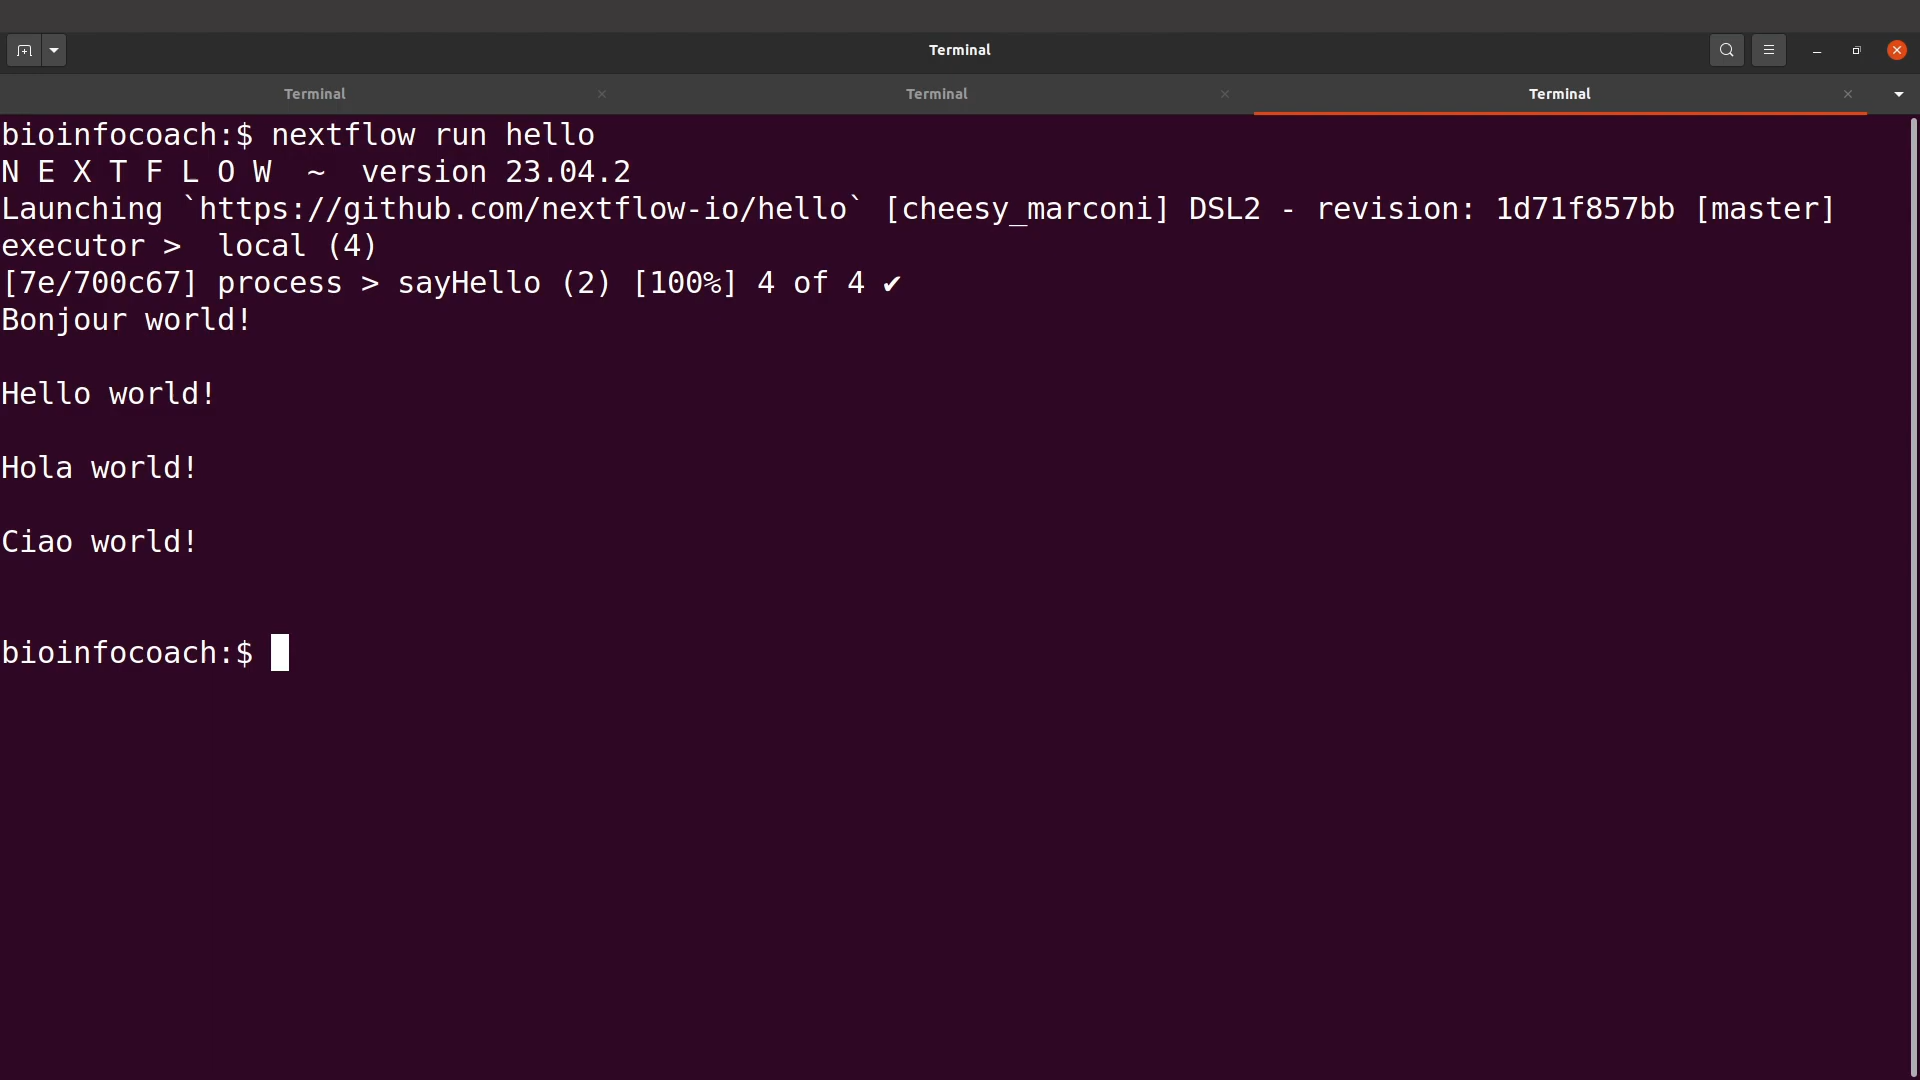 Terminal
Terminal Terminal Terminal
bioinfocoach:$ nextflow run hello
N E X T F L O W  ~  version 23.04.2
Launching `https://github.com/nextflow-io/hello` [cheesy_marconi] DSL2 - revision: 1d71f857bb [master]
executor >  local (4)
[7e/700c67] process > sayHello (2) [100%] 4 of 4 ✔
Bonjour world!
Hello world!
Hola world!
Ciao world!
bioinfocoach:$